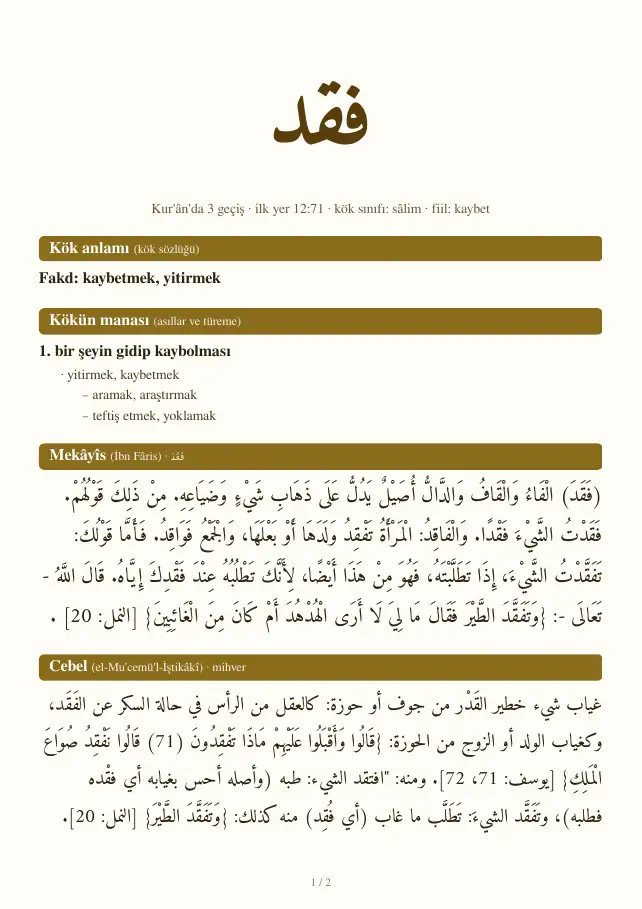 فقد
Kur'ân'da 3 geçiş · ilk yer 12:71 · kök sınıfı: sâlim · fiil: kaybet
Kök anlamı (kök sözlüğü)
Fakd: kaybetmek, yitirmek
Kökün manası (asıllar ve türeme)
1. bir şeyin gidip kaybolması
· yitirmek, kaybetmek
– aramak, araştırmak
– teftiş etmek, yoklamak
Mekâyîs (İbn Fâris) · فَقَدَ
(فَقَدَ) الْفَاءُ وَالْقَافُ وَالدَّالُ أُصَيْلٌ يَدُلُّ عَلَى ذَهَابِ شَيْءٍ وَضَيَاعِهِ. مِنْ ذَلِكَ قَوْلُهُمْ.
فَقَدْتُ الشَّيْءَ فَقْدًا. وَالْفَاقِدُ: الْمَرْأَةُ تَفْقِدُ وَلَدَهَا أَوْ بَعْلَهَا، وَالْجَمْعُ فَوَاقِدُ. فَأَمَّا قَوْلُكَ:
تَفَقَّدْتُ الشَّيْءَ، إِذَا تَطَلَّبْتَهُ، فَهُوَ مِنْ هَذَا أَيْضًا، لِأَنَّكَ تَطْلُبُهُ عِنْدَ فَقْدِكَ إِيَّاهُ. قَالَ اللَّهُ -
تَعَالَى -: {وَتَفَقَّدَ الطَّيْرَ فَقَالَ مَا لِيَ لَا أَرَى الْهُدْهُدَ أَمْ كَانَ مِنَ الْغَائِبِينَ} [النمل: 20] .
Cebel (el-Mu'cemü'l-İştikâkî) · mihver
غياب شيء خطير القَدْر من جوف أو حوزة: كالعقل من الرأس في حالة السكر عن الفَقَد،
وكغياب الولد أو الزوج من الحوزة: {قَالُوا وَأَقْبَلُوا عَلَيْهِمْ مَاذَا تَفْقِدُونَ (71) قَالُوا نَفْقِدُ صُوَاعَ
الْمَلِكِ} [يوسف: 71، 72]. ومنه: "افتقد الشيء: طبه (وأصله أحس بغيابه أي فقْده
فطلبه)، وتفَقَّد الشيءَ: تَطَلَّب ما غاب (أي فُقِد) منه كذلك: {وَتَفَقَّدَ الطَّيْرَ} [النمل: 20].
1 / 2